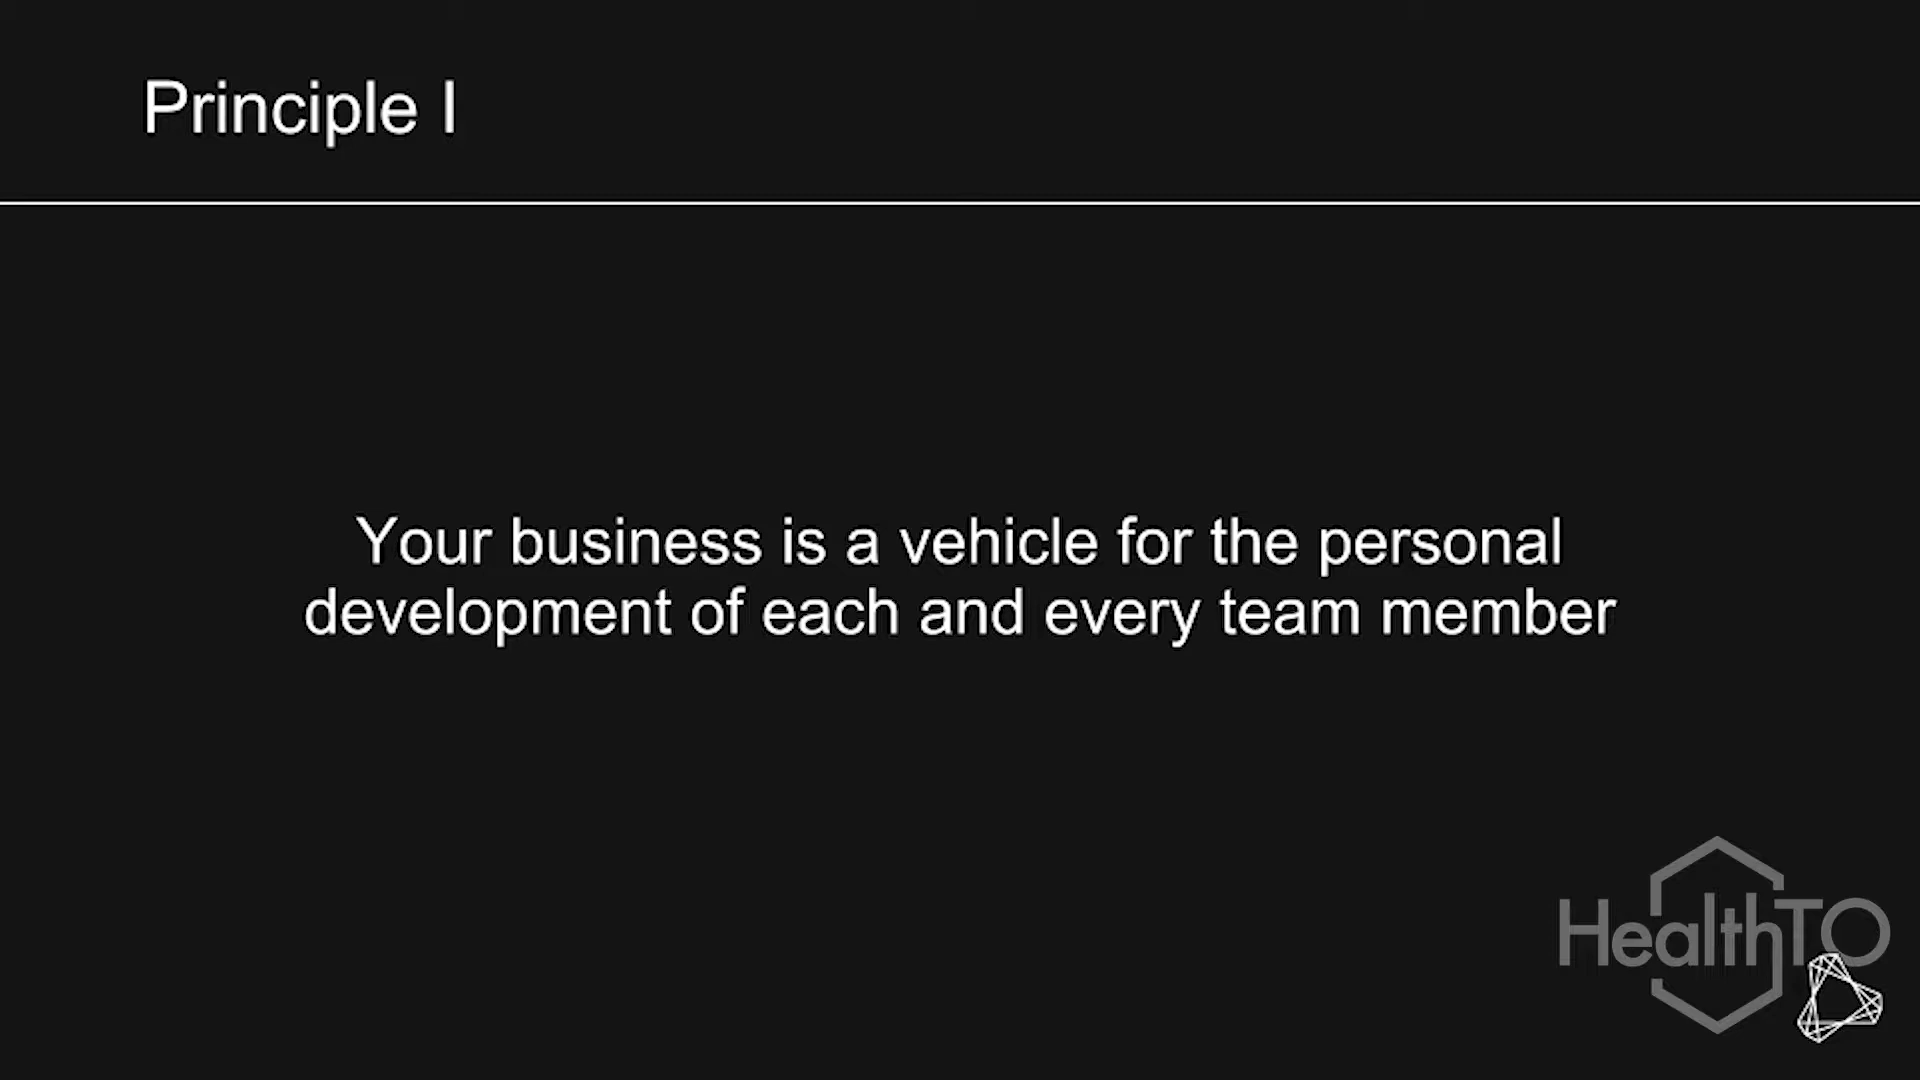 Principle I
Your business is a vehicle for the personal
development of each and every team member
HealthTO